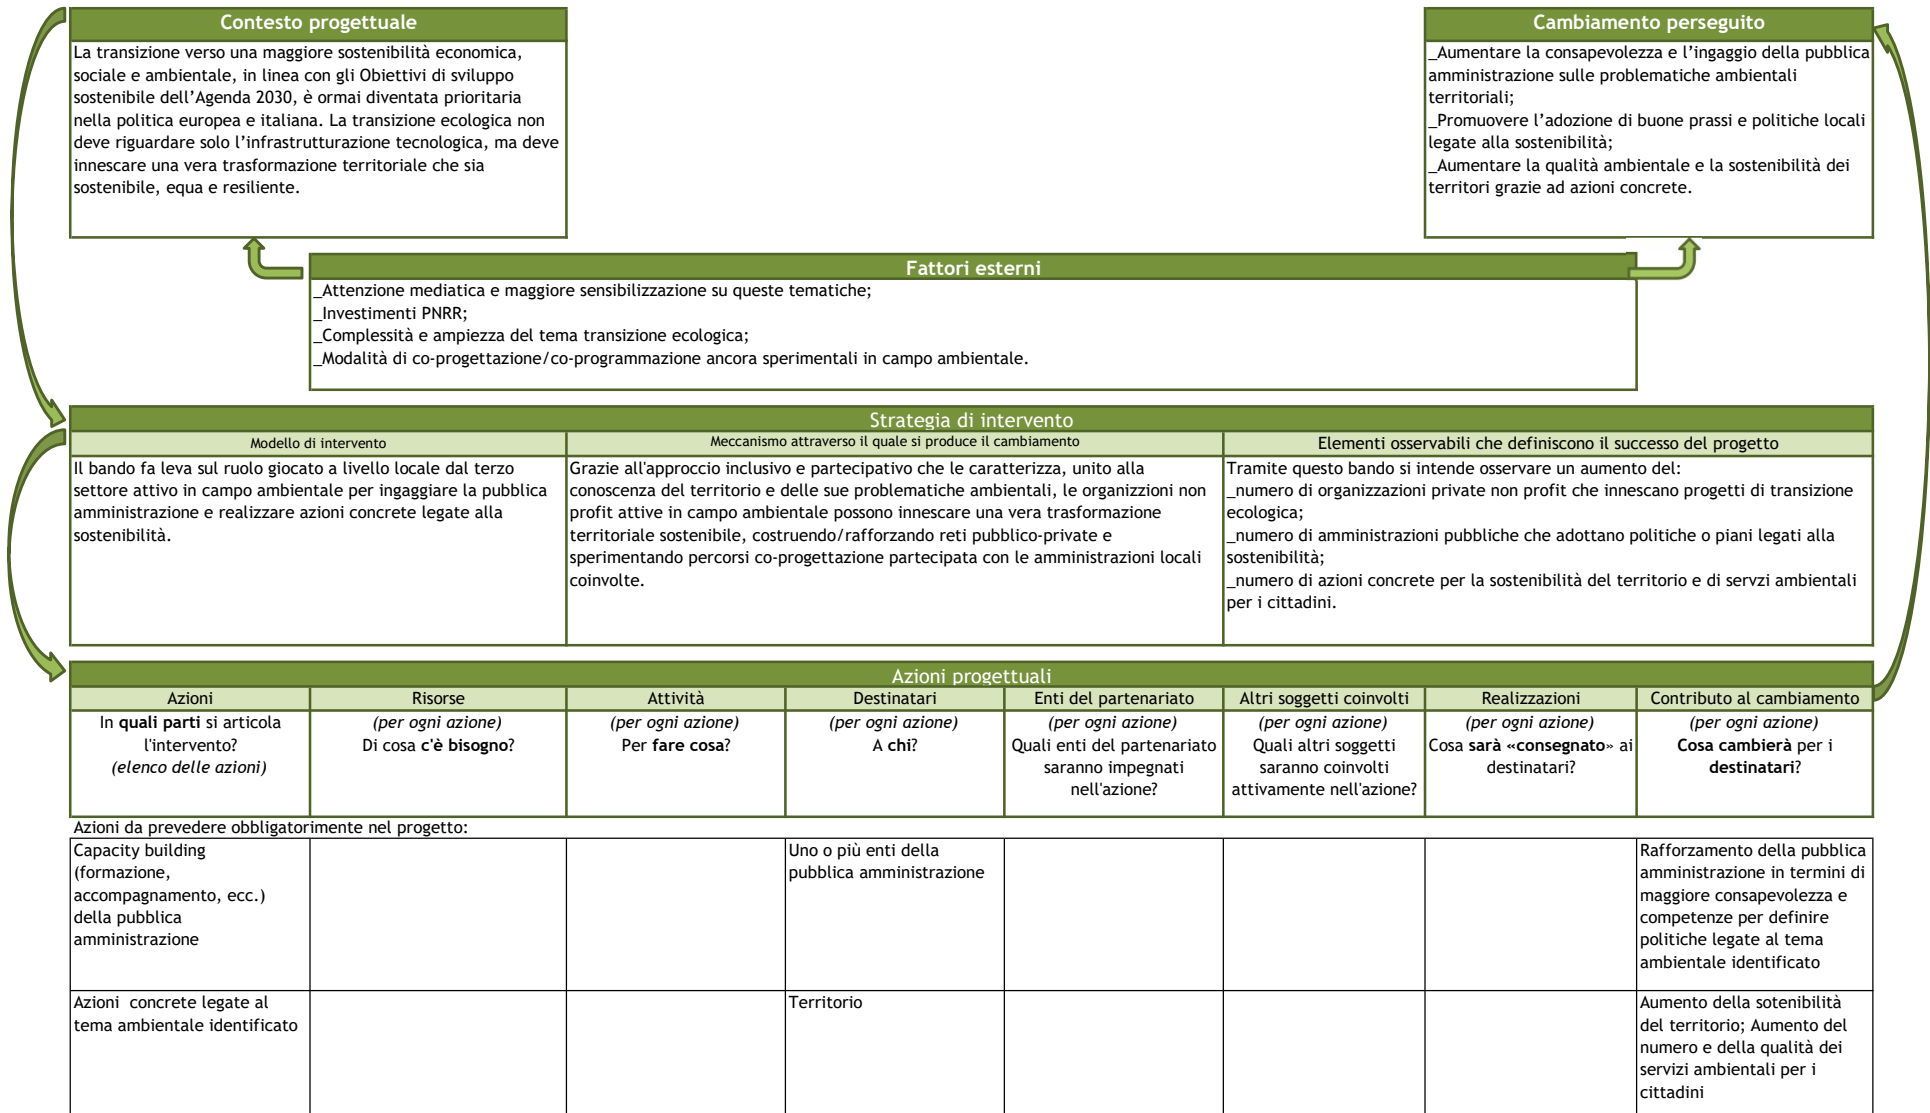 Contesto progettuale
La transizione verso una maggiore sostenibilità economica,
sociale e ambientale, in linea con gli Obiettivi di sviluppo
sostenibile dell’Agenda 2030, è ormai diventata prioritaria
nella politica europea e italiana. La transizione ecologica non
deve riguardare solo l’infrastrutturazione tecnologica, ma deve
innescare una vera trasformazione territoriale che sia
sostenibile, equa e resiliente.
Cambiamento perseguito
_Aumentare la consapevolezza e l’ingaggio della pubblica
amministrazione sulle problematiche ambientali
territoriali;
_Promuovere l’adozione di buone prassi e politiche locali
legate alla sostenibilità;
_Aumentare la qualità ambientale e la sostenibilità dei
territori grazie ad azioni concrete.
Fattori esterni
_Attenzione mediatica e maggiore sensibilizzazione su queste tematiche;
_Investimenti PNRR;
_Complessità e ampiezza del tema transizione ecologica;
_Modalità di co-progettazione/co-programmazione ancora sperimentali in campo ambientale.
Strategia di intervento
Modello di intervento
Il bando fa leva sul ruolo giocato a livello locale dal terzo
settore attivo in campo ambientale per ingaggiare la pubblica
amministrazione e realizzare azioni concrete legate alla
sostenibilità.
Meccanismo attraverso il quale si produce il cambiamento
Grazie all'approccio inclusivo e partecipativo che le caratterizza, unito alla
conoscenza del territorio e delle sue problematiche ambientali, le organizzioni non
profit attive in campo ambientale possono innescare una vera trasformazione
territoriale sostenibile, costruendo/rafforzando reti pubblico-private e
sperimentando percorsi co-progettazione partecipata con le amministrazioni locali
coinvolte.
Elementi osservabili che definiscono il successo del progetto
Tramite questo bando si intende osservare un aumento del:
_numero di organizzazioni private non profit che innescano progetti di transizione
ecologica;
_numero di amministrazioni pubbliche che adottano politiche o piani legati alla
sostenibilità;
_numero di azioni concrete per la sostenibilità del territorio e di servzi ambientali
per i cittadini.
Azioni progettuali
Azioni
In quali parti si articola
l'intervento?
(elenco delle azioni)
Risorse
(per ogni azione)
Di cosa c'è bisogno?
Attività
(per ogni azione)
Per fare cosa?
Destinatari
(per ogni azione)
A chi?
Enti del partenariato
(per ogni azione)
Quali enti del partenariato
saranno impegnati
nell'azione?
Altri soggetti coinvolti
(per ogni azione)
Quali altri soggetti
saranno coinvolti
attivamente nell'azione?
Realizzazioni
(per ogni azione)
Cosa sarà «consegnato» ai
destinatari?
Contributo al cambiamento
(per ogni azione)
Cosa cambierà per i
destinatari?
Azioni da prevedere obbligatorimente nel progetto:
Capacity building
(formazione,
accompagnamento, ecc.)
della pubblica
amministrazione
Uno o più enti della
pubblica amministrazione
Rafforzamento della pubblica
amministrazione in termini di
maggiore consapevolezza e
competenze per definire
politiche legate al tema
ambientale identificato
Azioni  concrete legate al
tema ambientale identificato
Territorio
Aumento della sotenibilità
del territorio; Aumento del
numero e della qualità dei
servizi ambientali per i
cittadini